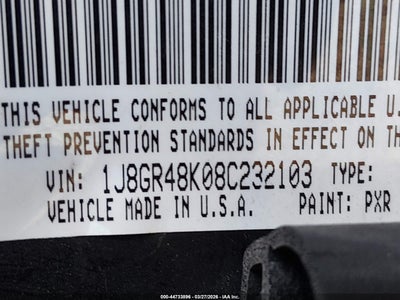 THIS VEHICLE CONFORMS TO ALL APPLICABLE U.
THEFT PREVENTION STANDARDS IN EFFECT ON TH
VIN: 1J8GR48K08C232103 TYPE:
VEHICLE MADE IN U.S.A. PAINT: PXR
000-44733896 - 03/27/2026 - IAA Inc.